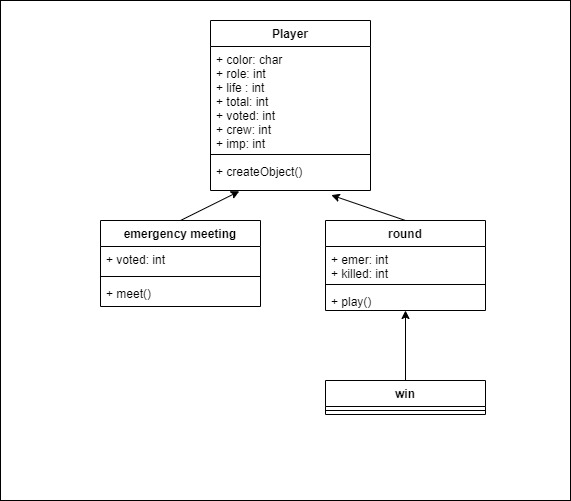 Player
+ color: char
+ role: int
+ life : int
+ total: int
+ voted: int
+ crew: int
+ imp: int
+ createObject()
emergency meeting
+ voted: int
+ meet()
round
+ emer: int
+ killed: int
+ play()
win